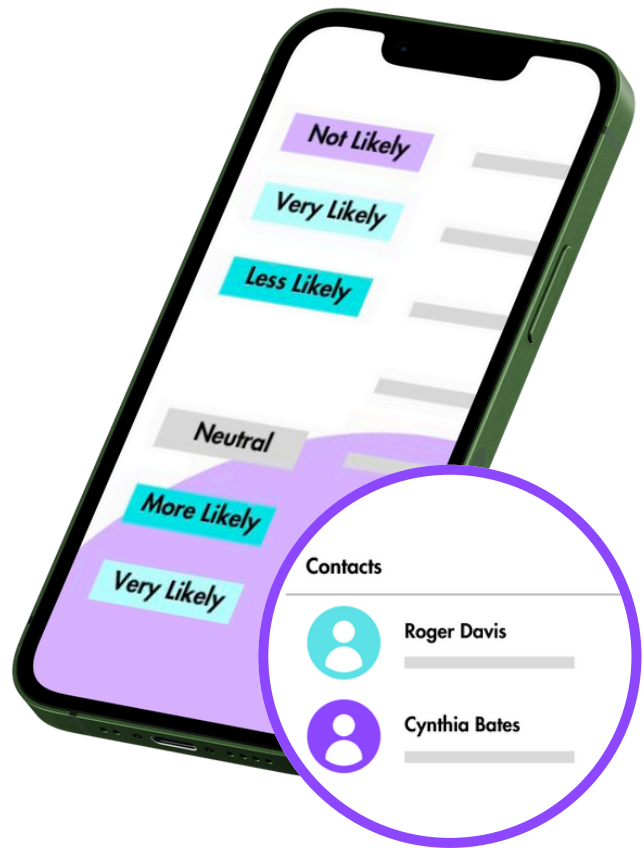 Not Likely
Very Likely
Less Likely
Neutral
More Likely
Very Likely
Contacts
Roger Davis
Cynthia Bates